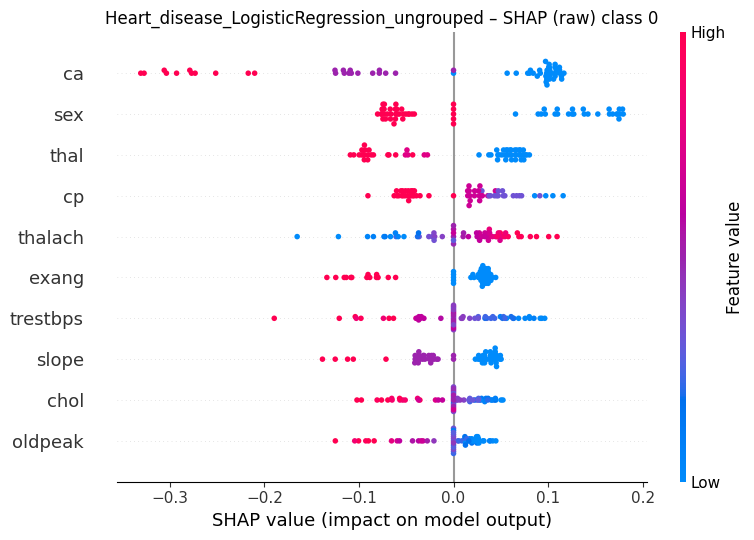 Heart_disease_LogisticRegression_ungrouped – SHAP (raw) class 0
High
ca
sex
thal
cp
thalach
exang
trestbps
slope
chol
oldpeak
Feature value
Low
−0.3
−0.2
−0.1
0.0
0.1
0.2
SHAP value (impact on model output)